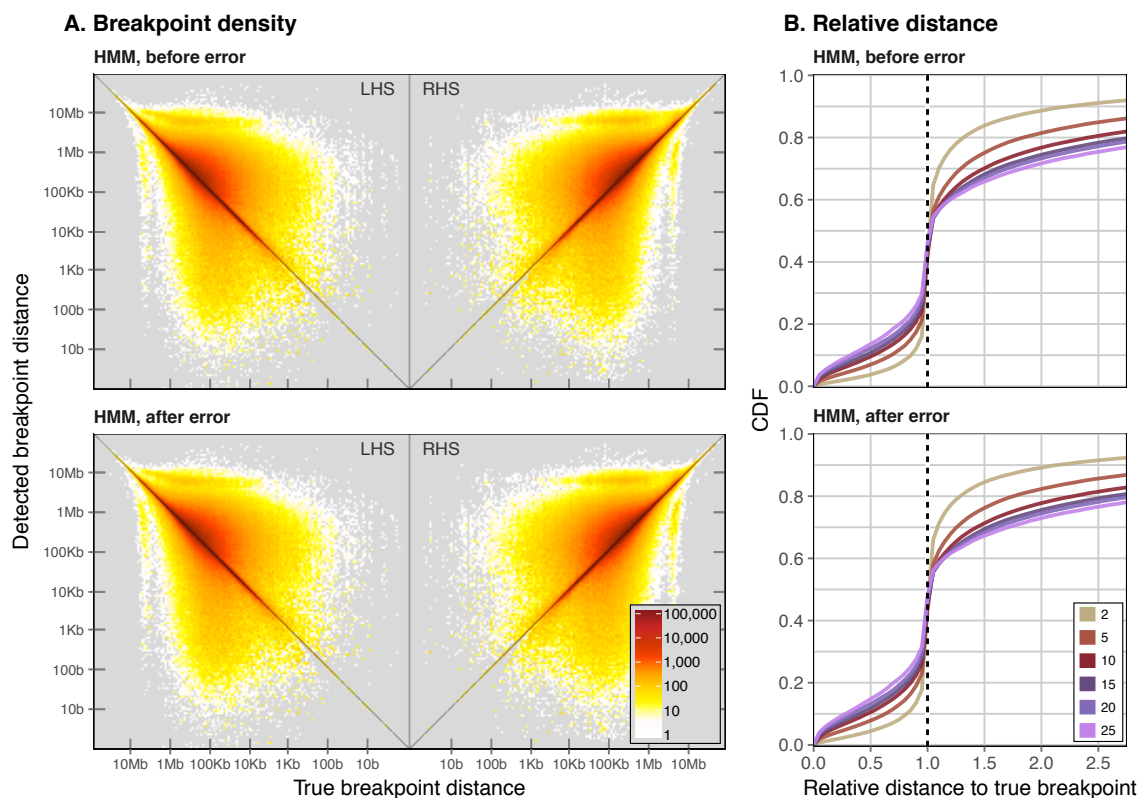 A. Breakpoint density
HMM, before error
LHS
RHS
10Mb
1Mb
100Kb
10Kb
1Kb
100b
10b
HMM, after error
LHS
RHS
10Mb
1Mb
100Kb
10Kb
1Kb
100b
10b
100,000
10,000
1,000
100
10
1
10Mb 1Mb 100Kb 10Kb 1Kb 100b 10b 10b 100b 1Kb 10Kb 100Kb 1Mb 10Mb
Detected breakpoint distance
True breakpoint distance
B. Relative distance
HMM, before error
1.0
0.8
0.6
0.4
0.2
0.0
HMM, after error
1.0
0.8
0.6
0.4
0.2
0.0
2
5
10
15
20
25
0.0 0.5 1.0 1.5 2.0 2.5
CDF
Relative distance to true breakpoint